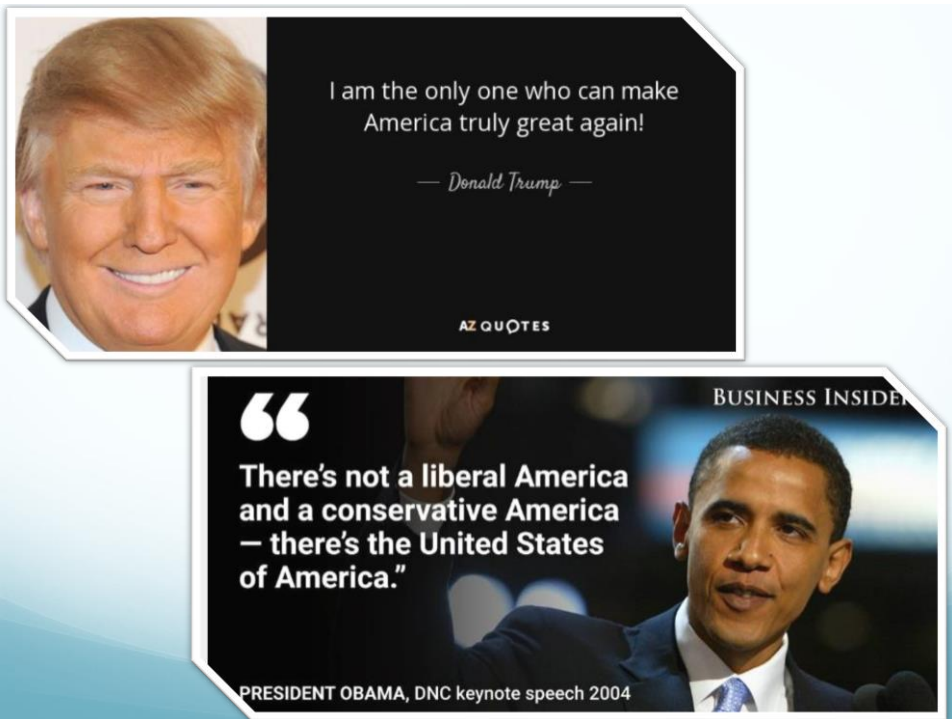 I am the only one who can make
America truly great again!
— Donald Trump —
AZ QUOTES
BUSINESS INSIDER
“
There’s not a liberal America
and a conservative America
— there’s the United States
of America.”
PRESIDENT OBAMA, DNC keynote speech 2004